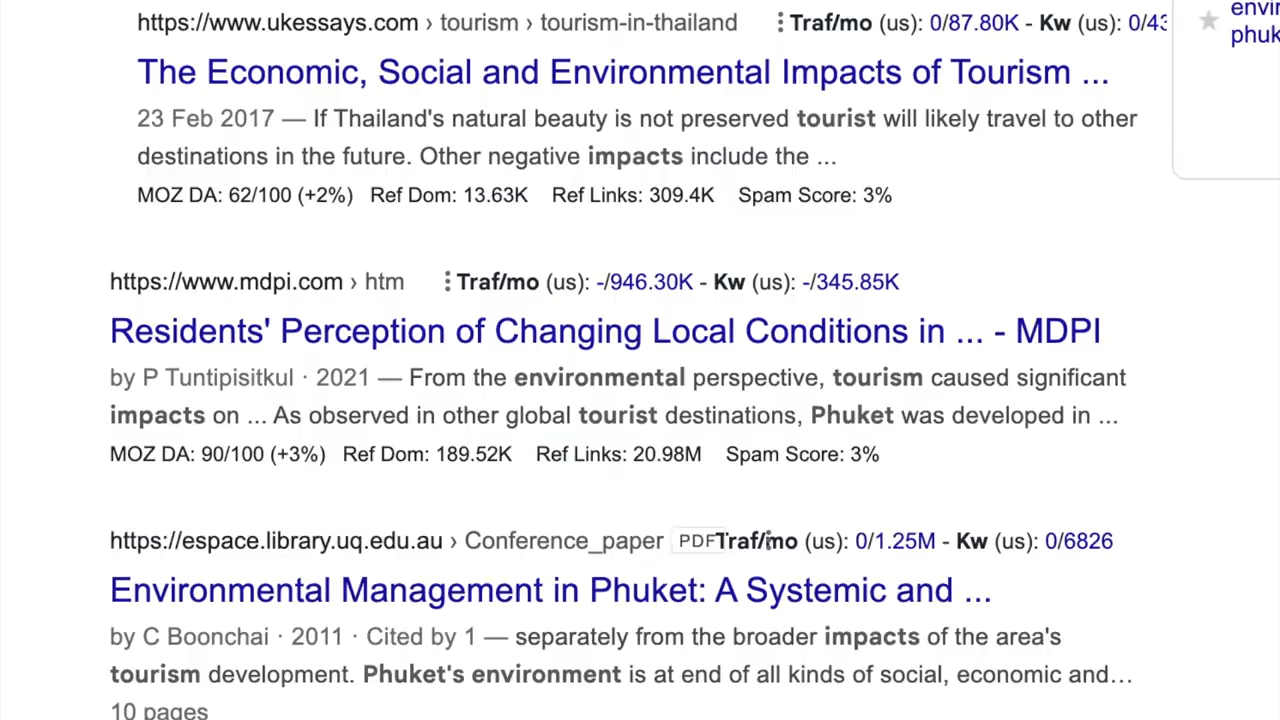 https://www.ukessays.com › tourism › tourism-in-thailand Traf/mo (us): 0/87.80K - Kw (us): 0/43
envir
phuk
The Economic, Social and Environmental Impacts of Tourism ...
23 Feb 2017 — If Thailand's natural beauty is not preserved tourist will likely travel to other
destinations in the future. Other negative impacts include the ...
MOZ DA: 62/100 (+2%) Ref Dom: 13.63K Ref Links: 309.4K Spam Score: 3%
https://www.mdpi.com › htm Traf/mo (us): -/946.30K - Kw (us): -/345.85K
Residents' Perception of Changing Local Conditions in ... - MDPI
by P Tuntipisitkul · 2021 — From the environmental perspective, tourism caused significant
impacts on ... As observed in other global tourist destinations, Phuket was developed in ...
MOZ DA: 90/100 (+3%) Ref Dom: 189.52K Ref Links: 20.98M Spam Score: 3%
https://espace.library.uq.edu.au › Conference_paper PDF Traf/mo (us): 0/1.25M - Kw (us): 0/6826
Environmental Management in Phuket: A Systemic and ...
by C Boonchai · 2011 · Cited by 1 — separately from the broader impacts of the area's
tourism development. Phuket's environment is at end of all kinds of social, economic and...
10 pages